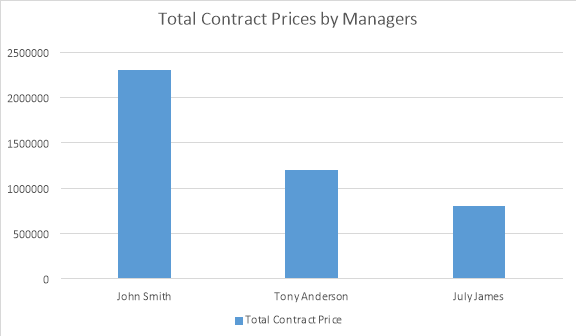 Total Contract Prices by Managers
2500000
2000000
1500000
1000000
500000
0
John Smith Tony Anderson July James
Total Contract Price